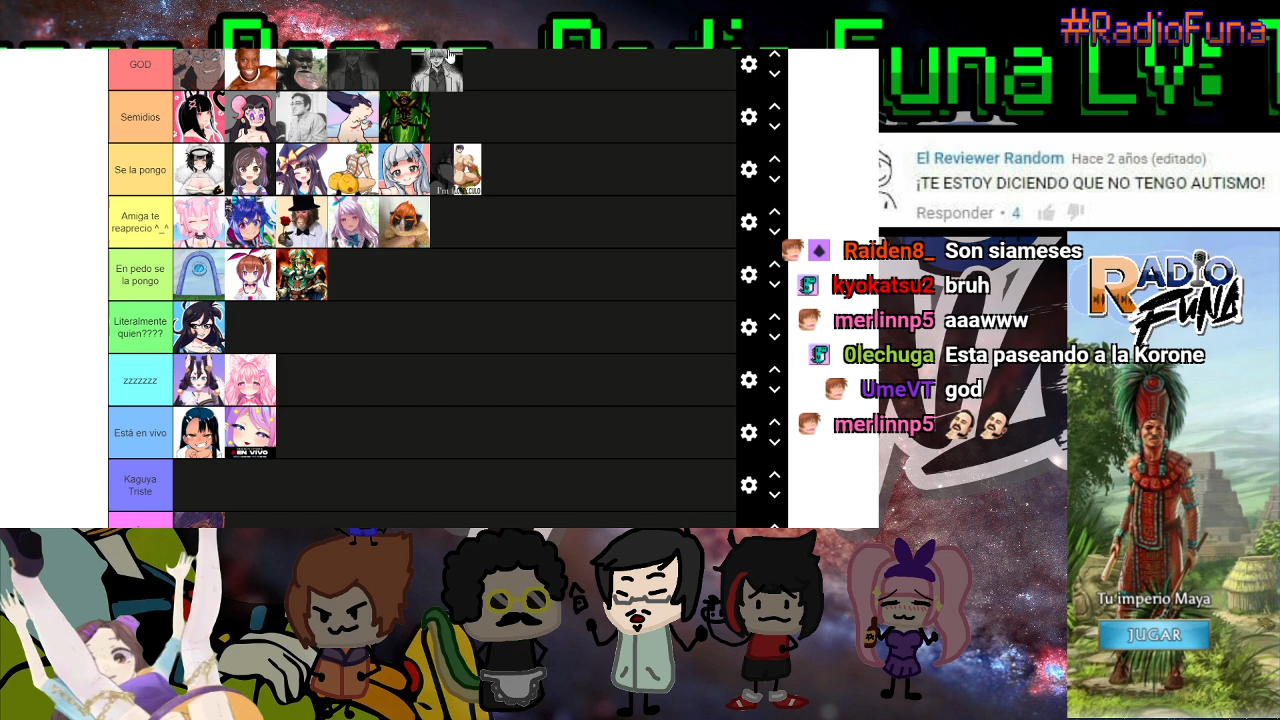 #RadioFuna
Radio Funa LV:
GOD
Semidios
Se la pongo
Amiga te
reaprecio ^_^
En pedo se
la pongo
Literalmente
quien????
zzzzzzz
Está en vivo
EN VIVO
Kaguya
Triste
El Reviewer Random Hace 2 años (editado)
¡TE ESTOY DICIENDO QUE NO TENGO AUTISMO!
Responder • 4
Raiden8_ Son siameses
kyokatsu2 bruh
merlinnp5 aaawww
0lechuga Esta paseando a la Korone
UmeVT god
merlinnp5
RADIO
FUNA
Tu imperio Maya
JUGAR